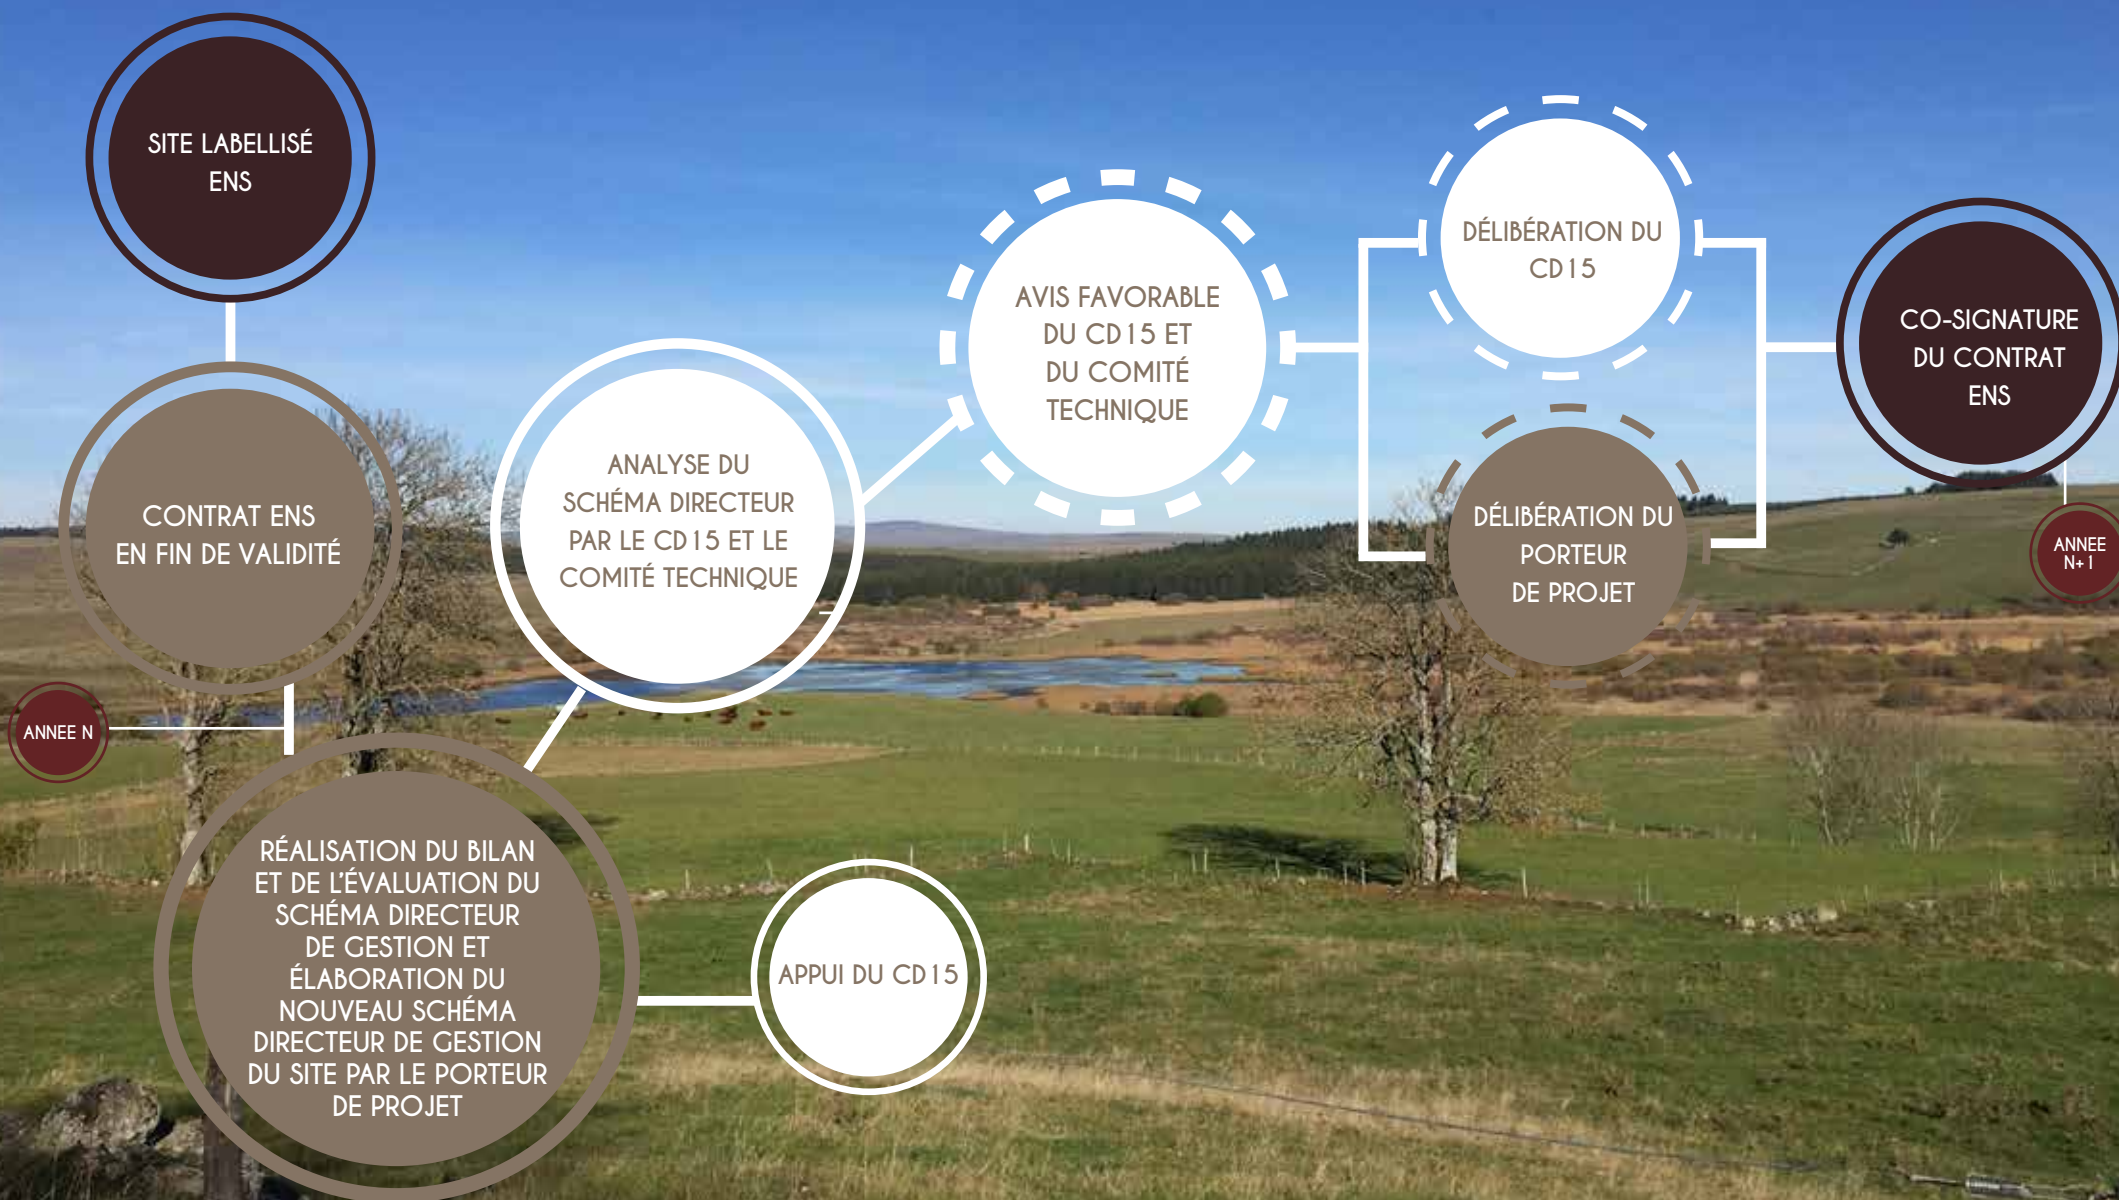 SITE LABELLISÉ
ENS
CONTRAT ENS
EN FIN DE VALIDITÉ
ANNEE N
RÉALISATION DU BILAN
ET DE L'ÉVALUATION DU
SCHÉMA DIRECTEUR
DE GESTION ET
ÉLABORATION DU
NOUVEAU SCHÉMA
DIRECTEUR DE GESTION
DU SITE PAR LE PORTEUR
DE PROJET
APPUI DU CD15
ANALYSE DU
SCHÉMA DIRECTEUR
PAR LE CD15 ET LE
COMITÉ TECHNIQUE
AVIS FAVORABLE
DU CD15 ET
DU COMITÉ
TECHNIQUE
DÉLIBÉRATION DU
CD15
DÉLIBÉRATION DU
PORTEUR
DE PROJET
CO-SIGNATURE
DU CONTRAT
ENS
ANNEE
N+1